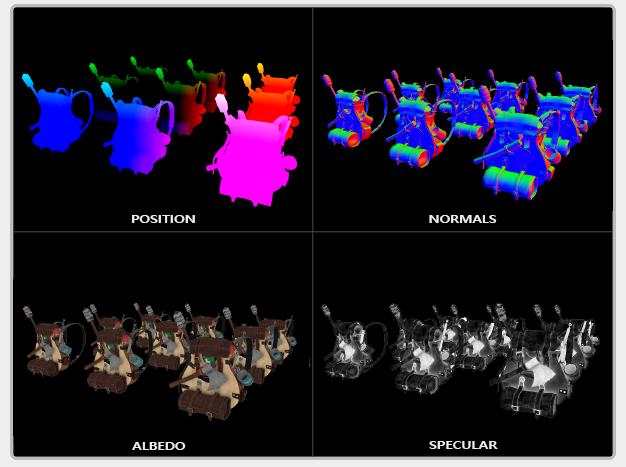 POSITION
NORMALS
ALBEDO
SPECULAR